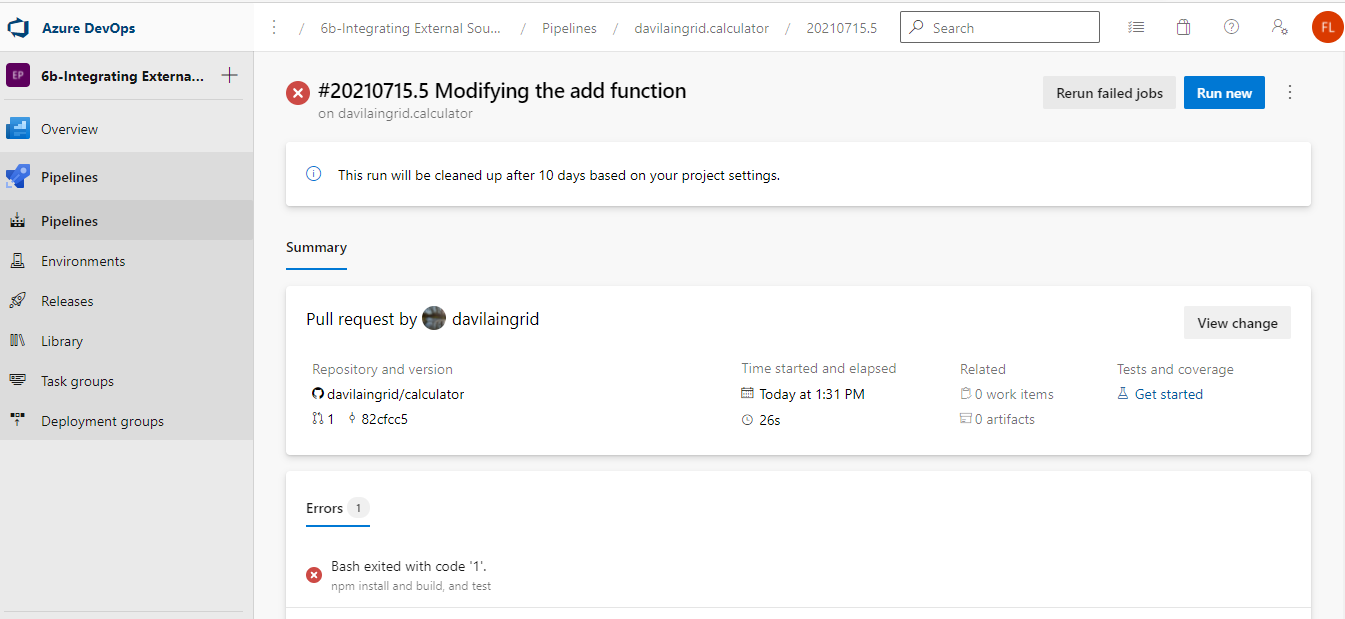 Azure DevOps
/ 6b-Integrating External Sou... / Pipelines / davilaingrid.calculator / 20210715.5
Search
FL
EP 6b-Integrating Externa...
Overview
Pipelines
Pipelines
Environments
Releases
Library
Task groups
Deployment groups
#20210715.5 Modifying the add function
on davilaingrid.calculator
Rerun failed jobs
Run new
This run will be cleaned up after 10 days based on your project settings.
Summary
Pull request by davilaingrid
View change
Repository and version
davilaingrid/calculator
1 82cfcc5
Time started and elapsed
Today at 1:31 PM
26s
Related
0 work items
0 artifacts
Tests and coverage
Get started
Errors 1
Bash exited with code '1'.
npm install and build, and test